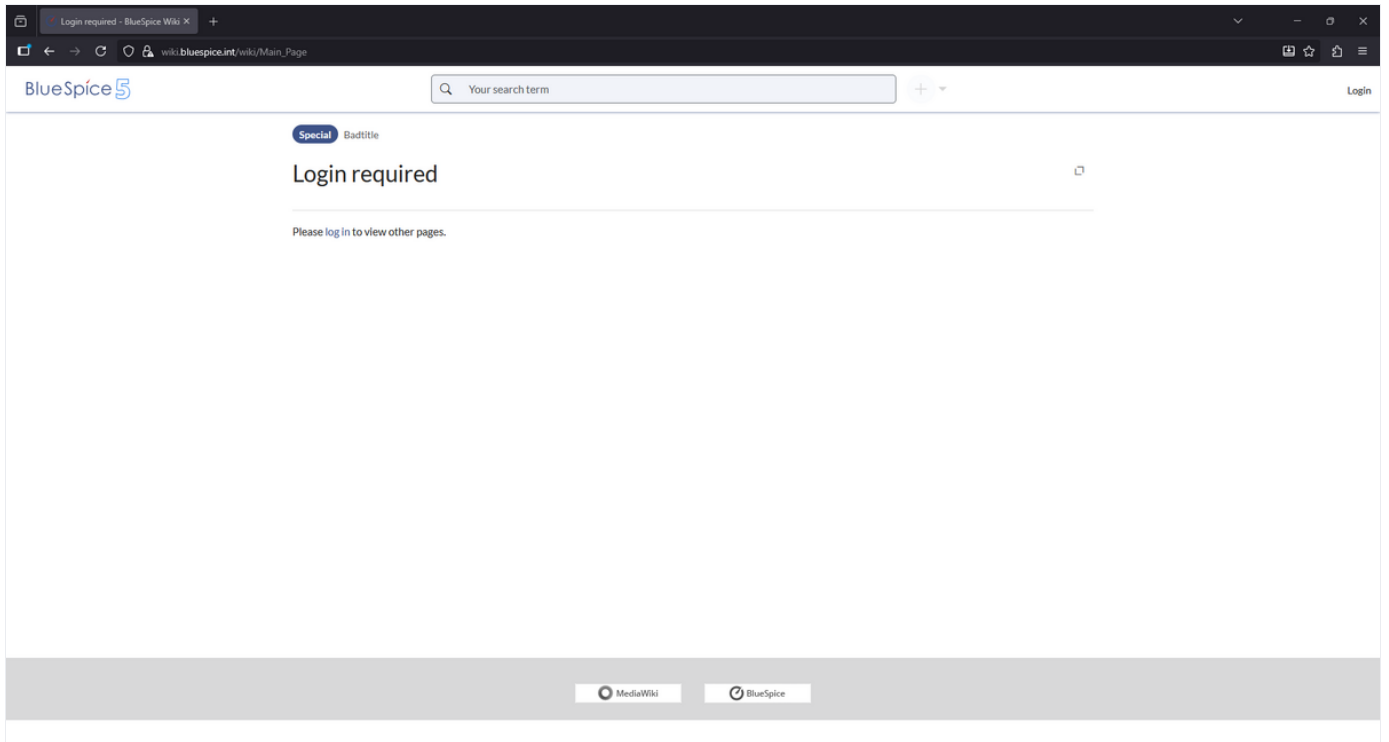 Login required - BlueSpice Wiki
wiki.bluespice.int/wiki/Main_Page
BlueSpice 5
Your search term
Login
Special Badtitle
Login required
Please log in to view other pages.
MediaWiki
BlueSpice